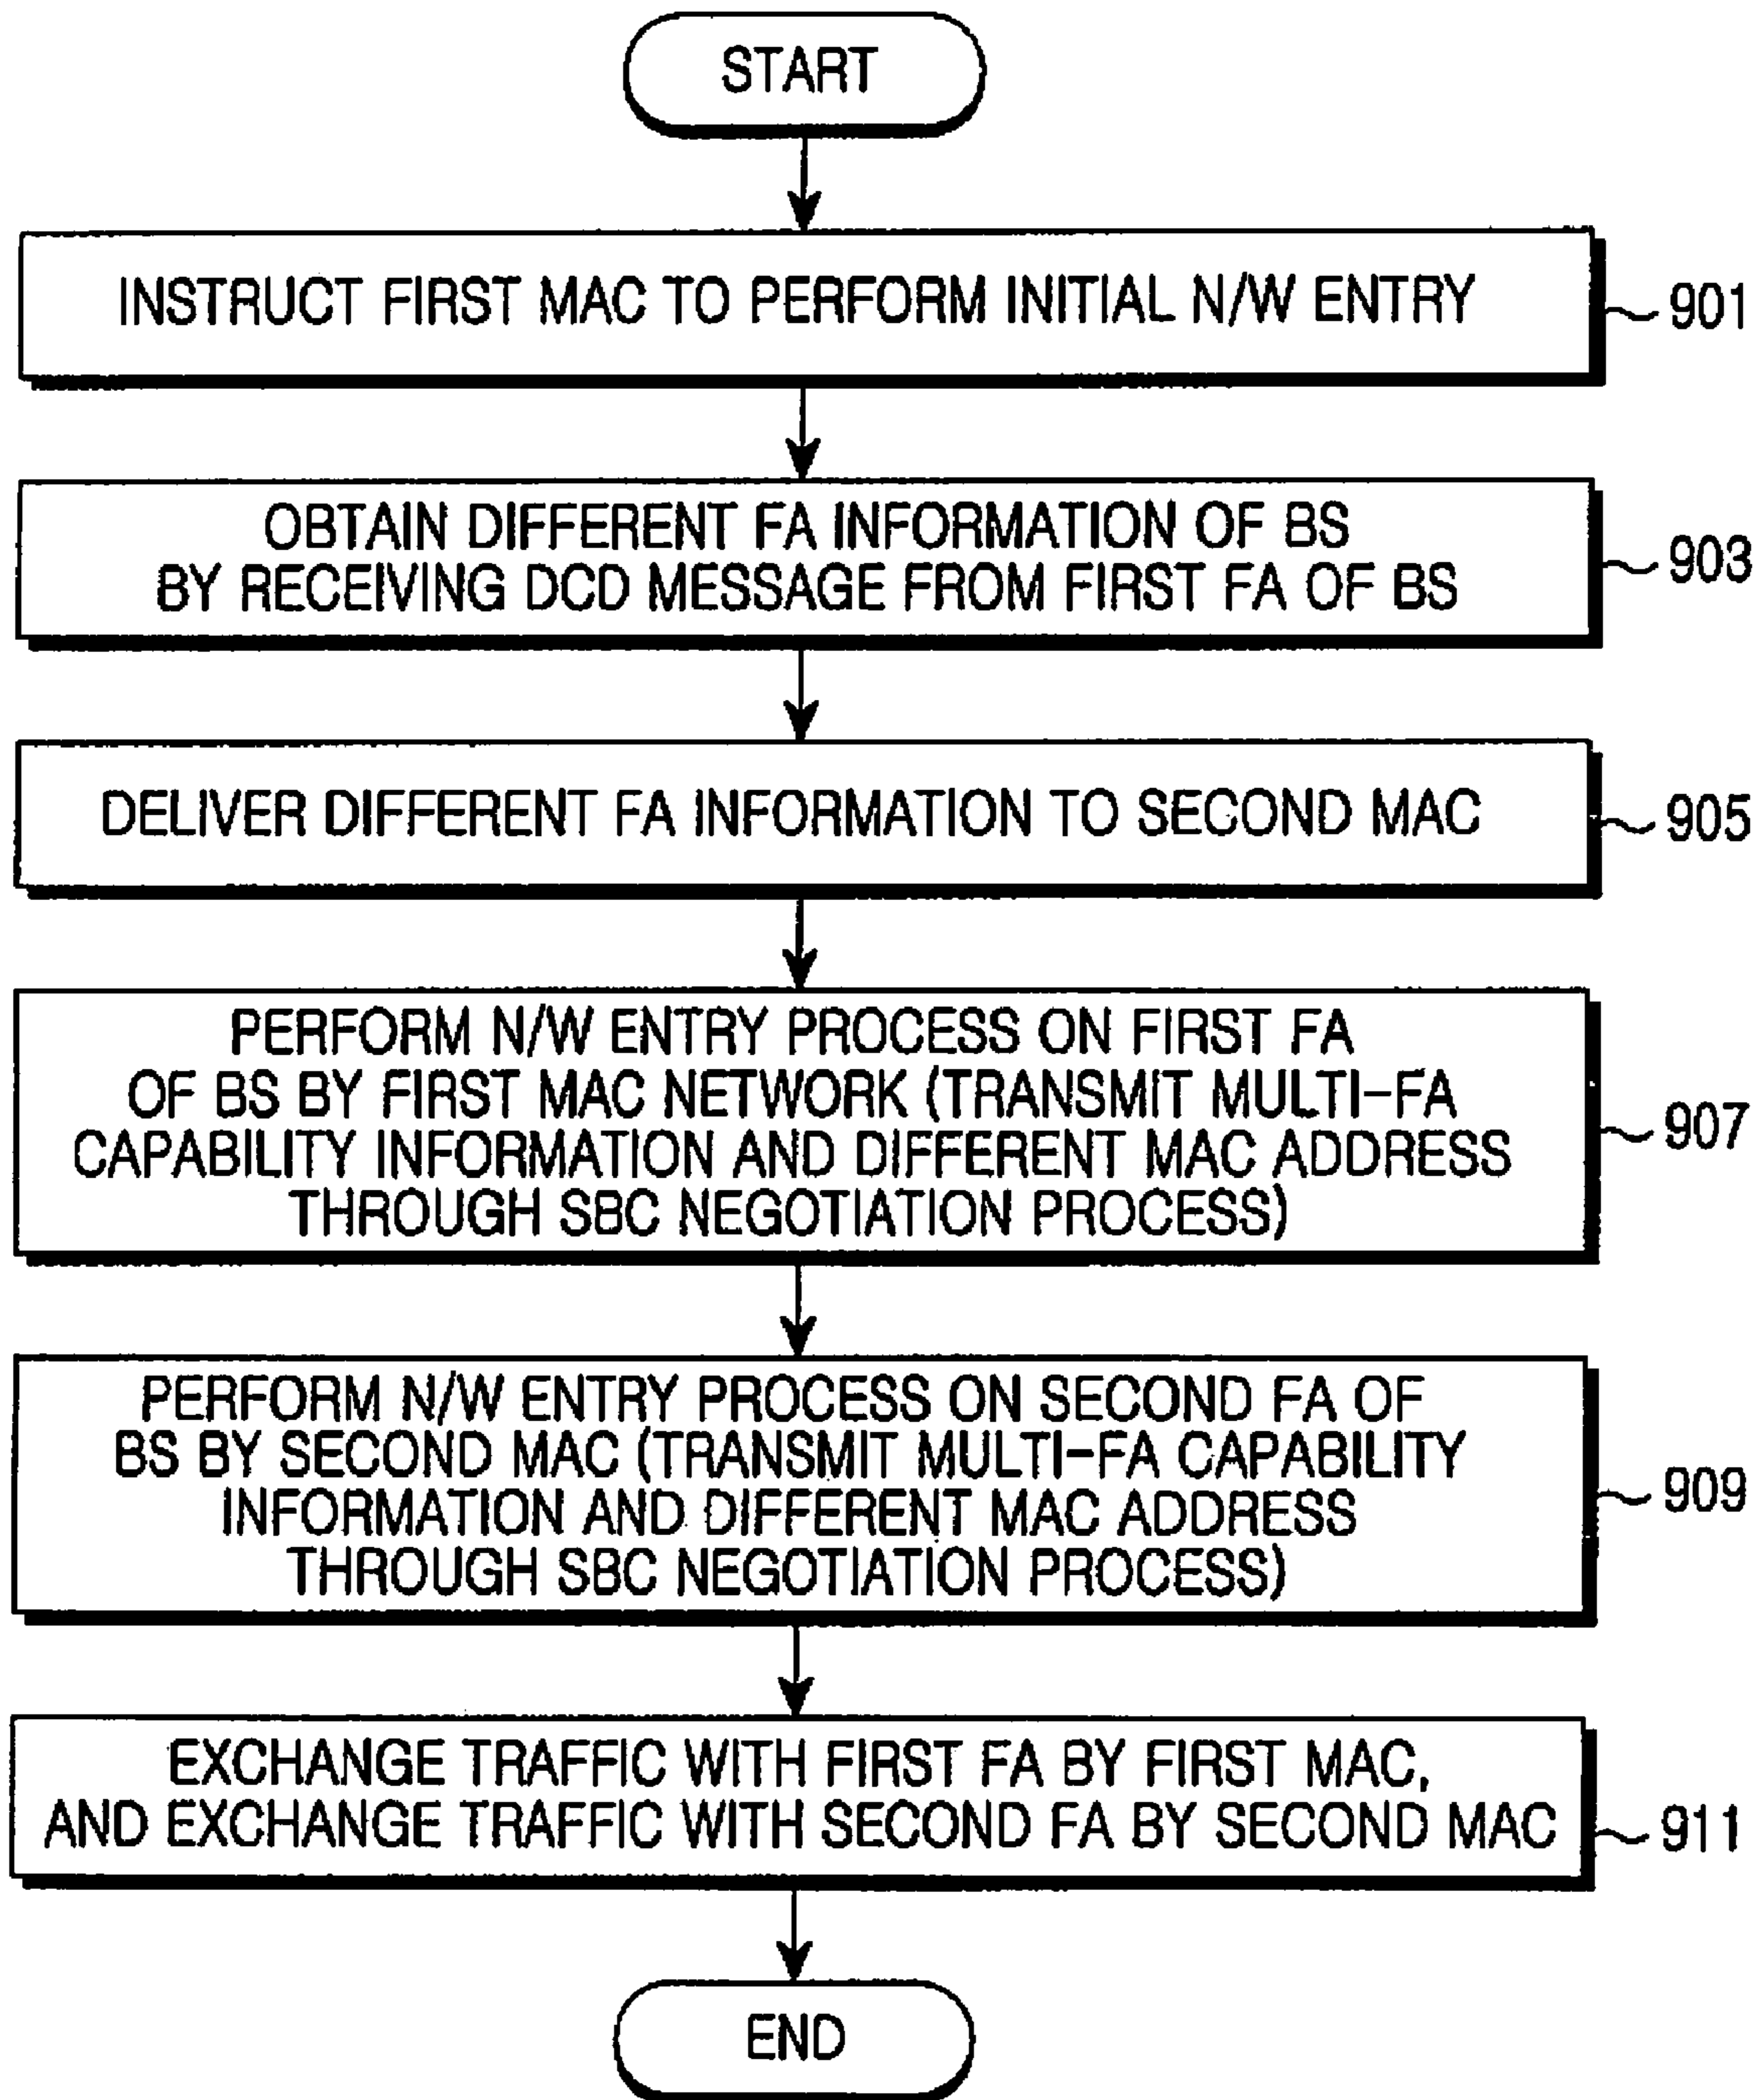 START
INSTRUCT FIRST MAC TO PERFORM INITIAL N/W ENTRY
901
OBTAIN DIFFERENT FA INFORMATION OF BS
BY RECEIVING DCD MESSAGE FROM FIRST FA OF BS
903
DELIVER DIFFERENT FA INFORMATION TO SECOND MAC
905
PERFORM N/W ENTRY PROCESS ON FIRST FA
OF BS BY FIRST MAC NETWORK (TRANSMIT MULTI-FA
CAPABILITY INFORMATION AND DIFFERENT MAC ADDRESS
THROUGH SBC NEGOTIATION PROCESS)
907
PERFORM N/W ENTRY PROCESS ON SECOND FA OF
BS BY SECOND MAC (TRANSMIT MULTI-FA CAPABILITY
INFORMATION AND DIFFERENT MAC ADDRESS
THROUGH SBC NEGOTIATION PROCESS)
909
EXCHANGE TRAFFIC WITH FIRST FA BY FIRST MAC,
AND EXCHANGE TRAFFIC WITH SECOND FA BY SECOND MAC
911
END